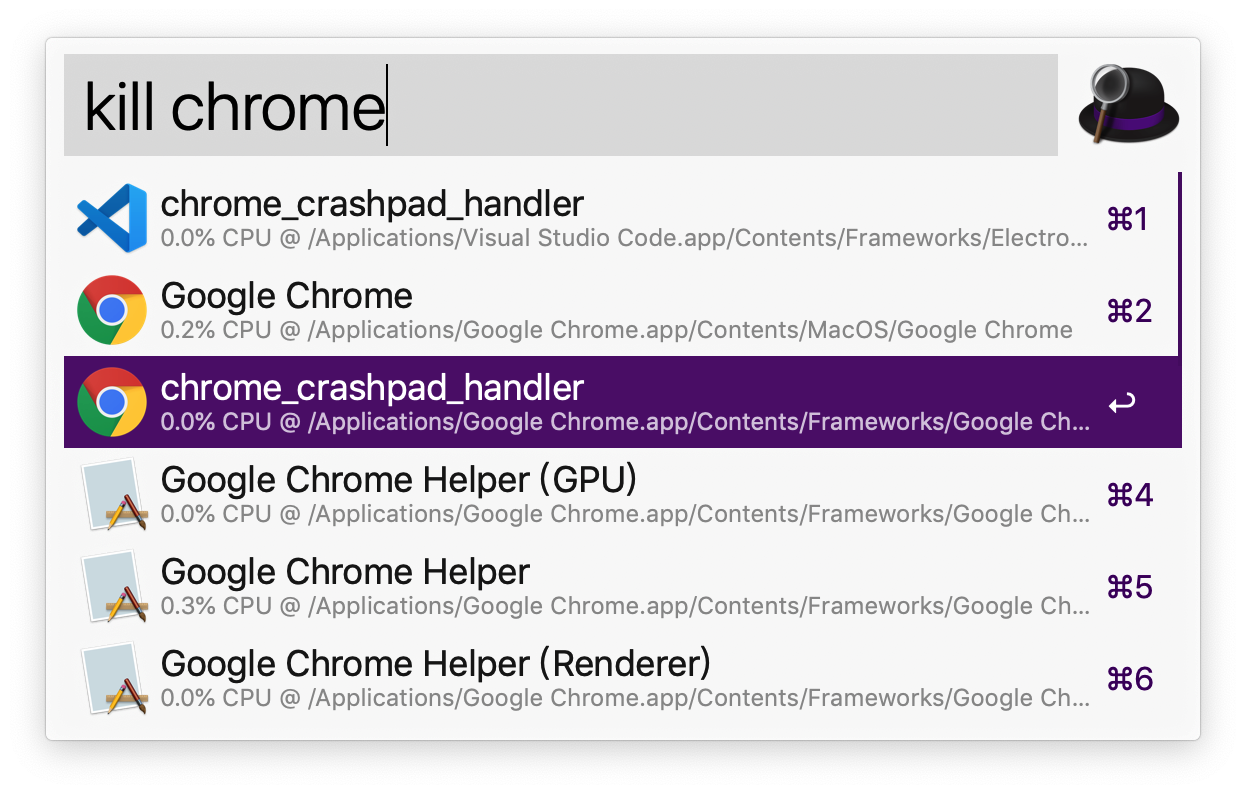 kill chrome
chrome_crashpad_handler
0.0% CPU @ /Applications/Visual Studio Code.app/Contents/Frameworks/Electro...
⌘1
Google Chrome
0.2% CPU @ /Applications/Google Chrome.app/Contents/MacOS/Google Chrome
⌘2
chrome_crashpad_handler
0.0% CPU @ /Applications/Google Chrome.app/Contents/Frameworks/Google Ch...
↩
Google Chrome Helper (GPU)
0.0% CPU @ /Applications/Google Chrome.app/Contents/Frameworks/Google Ch...
⌘4
Google Chrome Helper
0.3% CPU @ /Applications/Google Chrome.app/Contents/Frameworks/Google Ch...
⌘5
Google Chrome Helper (Renderer)
0.0% CPU @ /Applications/Google Chrome.app/Contents/Frameworks/Google Ch...
⌘6